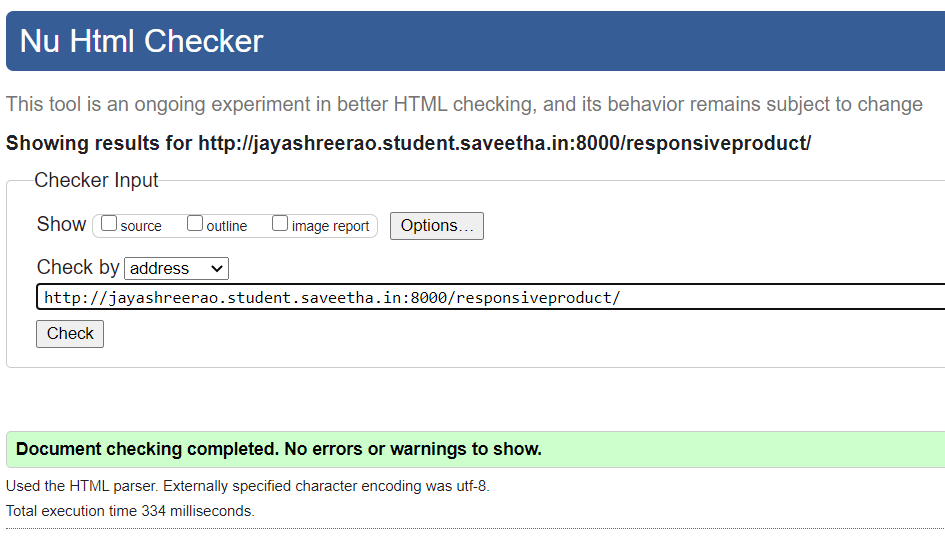 Nu Html Checker
This tool is an ongoing experiment in better HTML checking, and its behavior remains subject to change
Showing results for http://jayashreerao.student.saveetha.in:8000/responsiveproduct/
Checker Input
Show source outline image report Options...
Check by address
http://jayashreerao.student.saveetha.in:8000/responsiveproduct/
Check
Document checking completed. No errors or warnings to show.
Used the HTML parser. Externally specified character encoding was utf-8.
Total execution time 334 milliseconds.